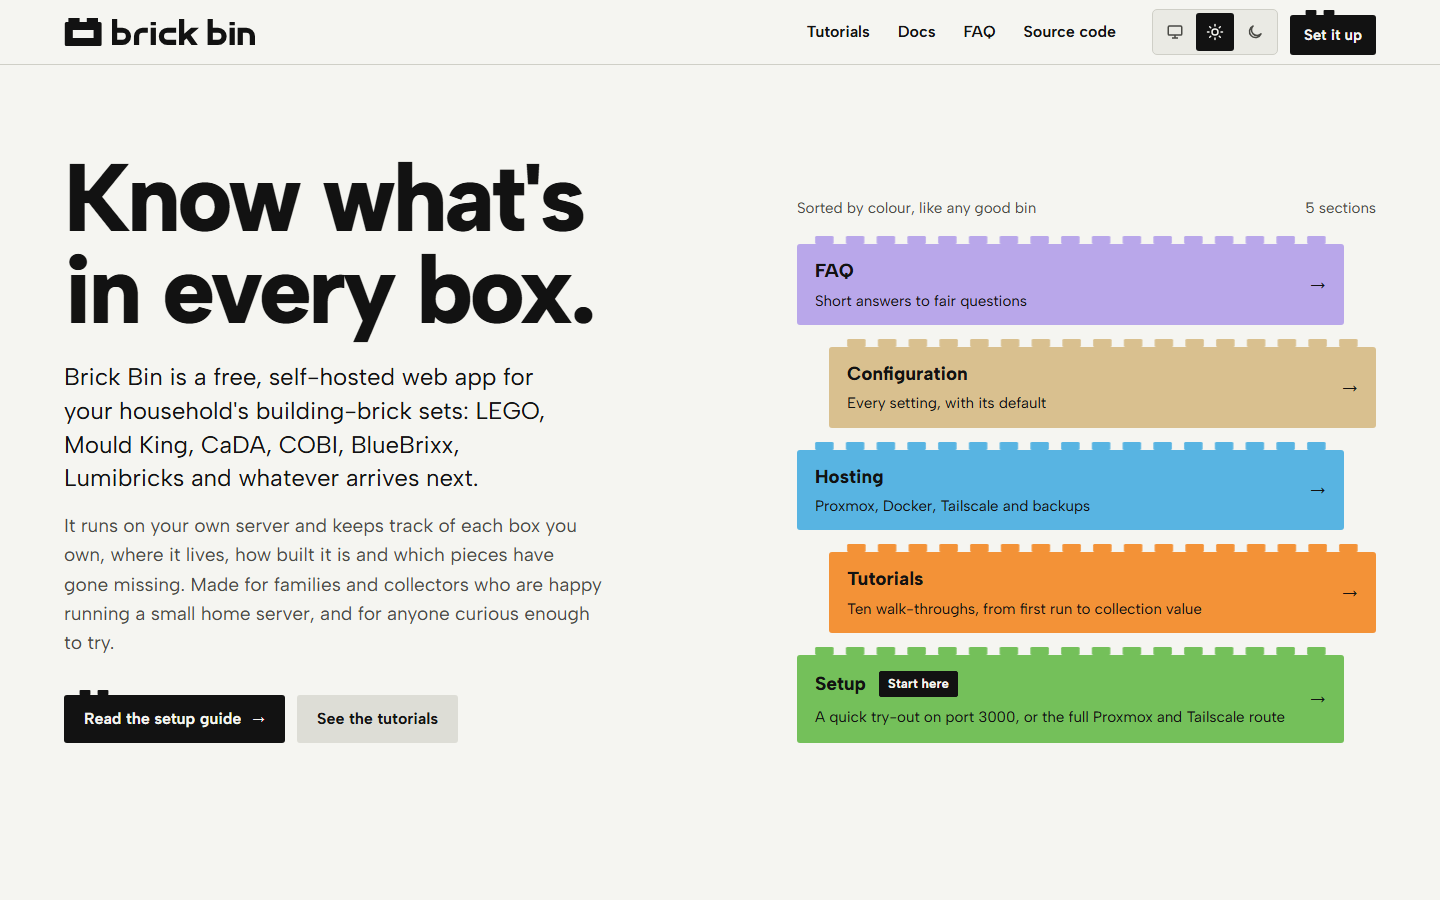 brick bin
Tutorials
Docs
FAQ
Source code
Set it up
Know what's
in every box.
Brick Bin is a free, self-hosted web app for
your household's building-brick sets: LEGO,
Mould King, CaDA, COBI, BlueBrixx,
Lumibricks and whatever arrives next.
It runs on your own server and keeps track of each box you
own, where it lives, how built it is and which pieces have
gone missing. Made for families and collectors who are happy
running a small home server, and for anyone curious enough
to try.
Read the setup guide →
See the tutorials
Sorted by colour, like any good bin
5 sections
FAQ
Short answers to fair questions
→
Configuration
Every setting, with its default
→
Hosting
Proxmox, Docker, Tailscale and backups
→
Tutorials
Ten walk-throughs, from first run to collection value
→
Setup
Start here
A quick try-out on port 3000, or the full Proxmox and Tailscale route
→